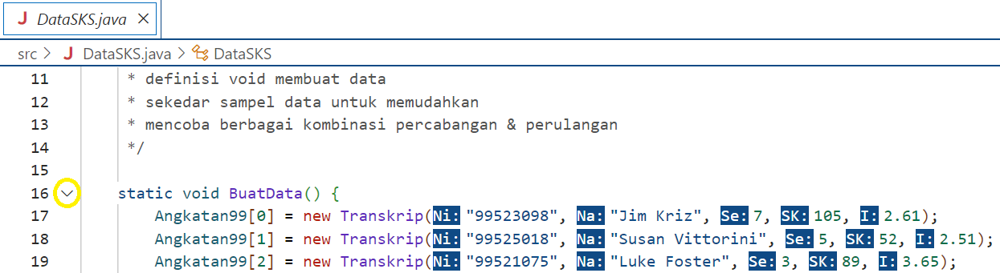 J DataSKS.java ×
src > J DataSKS.java > DataSKS
11 * definisi void membuat data
12 * sekedar sampel data untuk memudahkan
13 * mencoba berbagai kombinasi percabangan & perulangan
14 */
15
16 static void BuatData() {
17 Angkatan99[0] = new Transkrip(Ni: "99523098", Na: "Jim Kriz", Se: 7, SK: 105, I: 2.61);
18 Angkatan99[1] = new Transkrip(Ni: "99525018", Na: "Susan Vittorini", Se: 5, SK: 52, I: 2.51);
19 Angkatan99[2] = new Transkrip(Ni: "99521075", Na: "Luke Foster", Se: 3, SK: 89, I: 3.65);